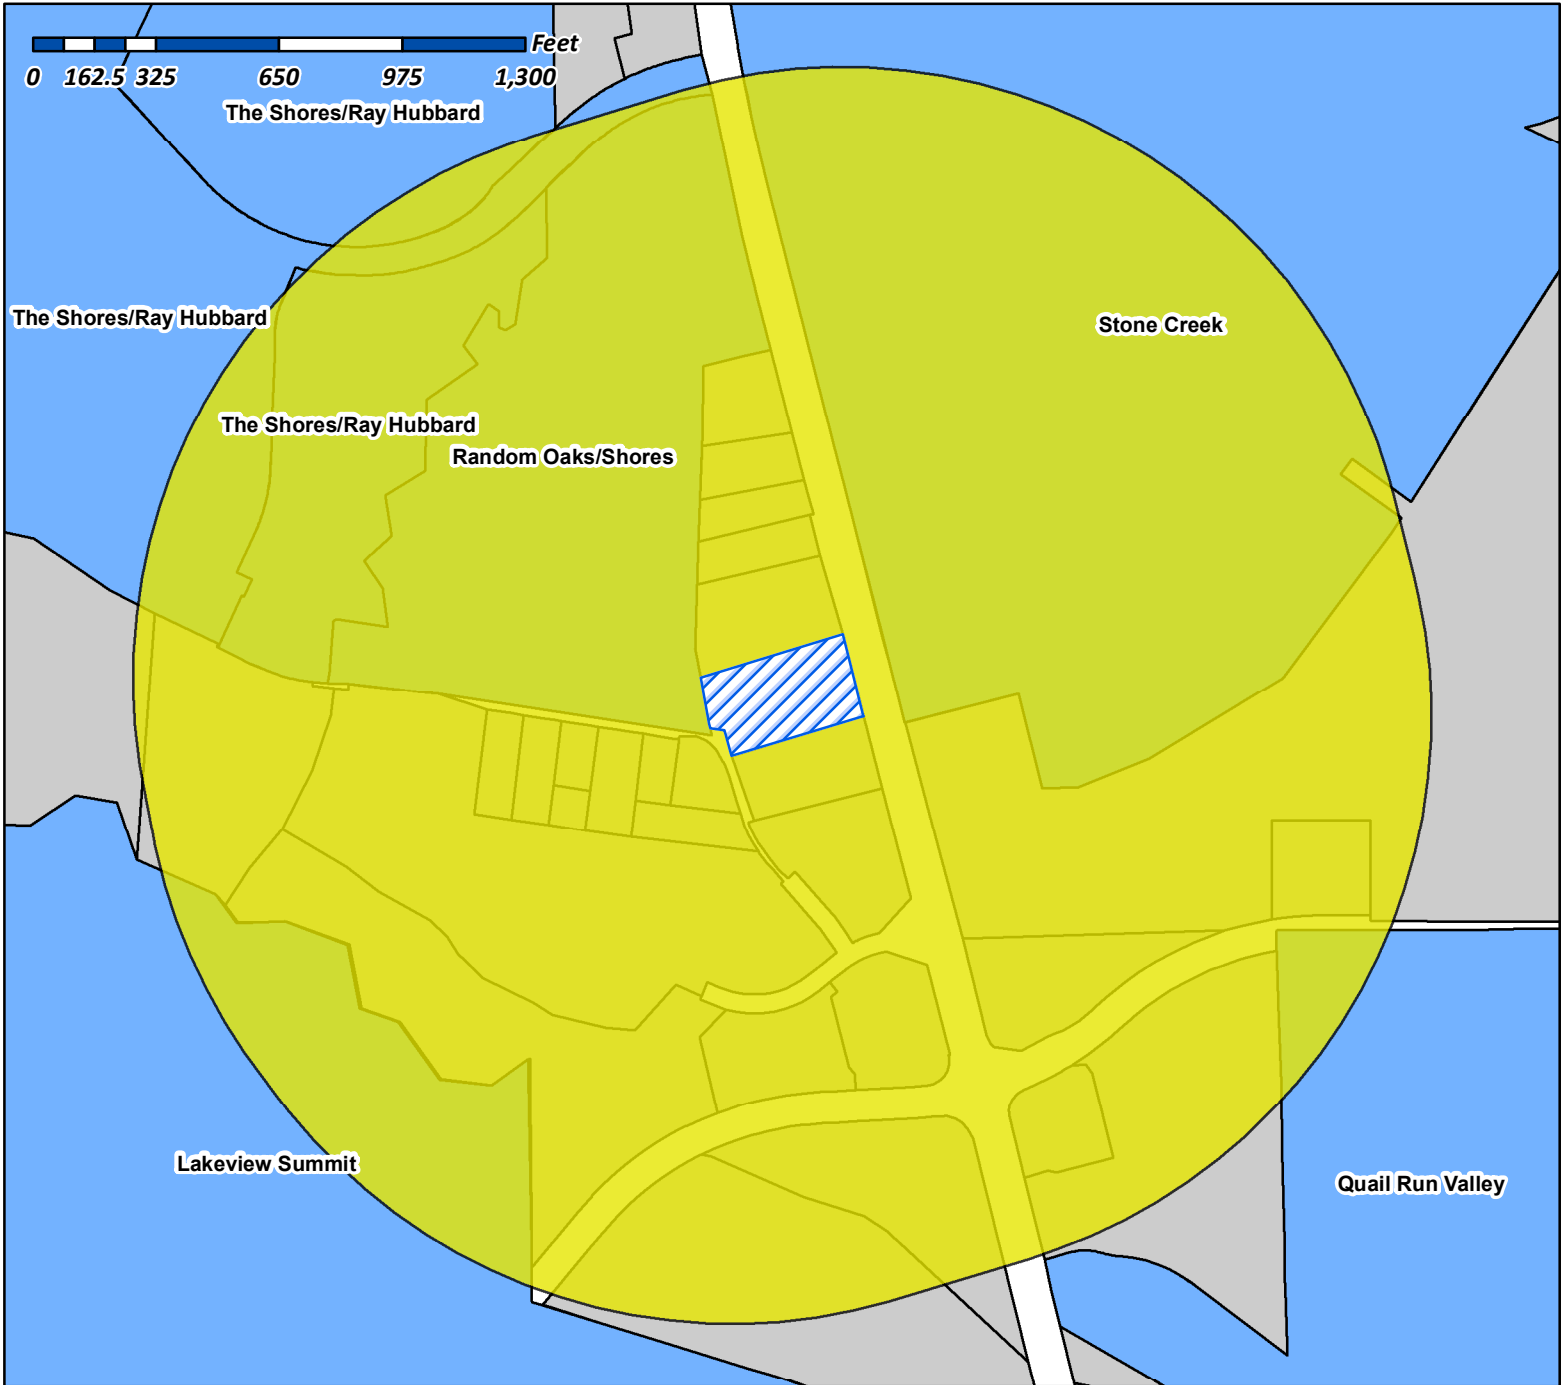 Feet
0 162.5 325 650 975 1,300
The Shores/Ray Hubbard
The Shores/Ray Hubbard
Stone Creek
The Shores/Ray Hubbard
Random Oaks/Shores
Lakeview Summit
Quail Run Valley